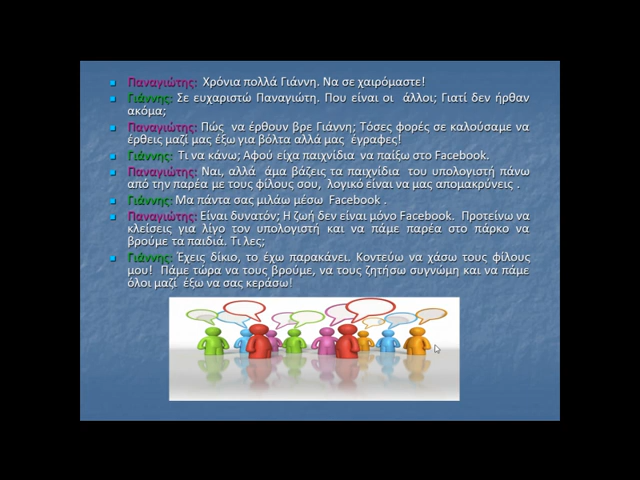 Παναγιώτης: Χρόνια πολλά Γιάννη. Να σε χαιρόμαστε!
Γιάννης: Σε ευχαριστώ Παναγιώτη. Που είναι οι άλλοι; Γιατί δεν ήρθαν
ακόμα;
Παναγιώτης: Πώς να έρθουν βρε Γιάννη; Τόσες φορές σε καλούσαμε να
έρθεις μαζί μας έξω για βόλτα αλλά μας έγραφες!
Γιάννης: Τι να κάνω; Αφού είχα παιχνίδια να παίξω στο Facebook.
Παναγιώτης: Ναι, αλλά άμα βάζεις τα παιχνίδια του υπολογιστή πάνω
από την παρέα με τους φίλους σου, λογικό είναι να μας απομακρύνεις .
Γιάννης: Μα πάντα σας μιλάω μέσω Facebook .
Παναγιώτης: Είναι δυνατόν; Η ζωή δεν είναι μόνο Facebook. Προτείνω να
κλείσεις για λίγο τον υπολογιστή και να πάμε παρέα στο πάρκο να
βρούμε τα παιδιά. Τι λες;
Γιάννης: Έχεις δίκιο, το έχω παρακάνει. Κοντεύω να χάσω τους φίλους
μου! Πάμε τώρα να τους βρούμε, να τους ζητήσω συγνώμη και να πάμε
όλοι μαζί έξω να σας κεράσω!